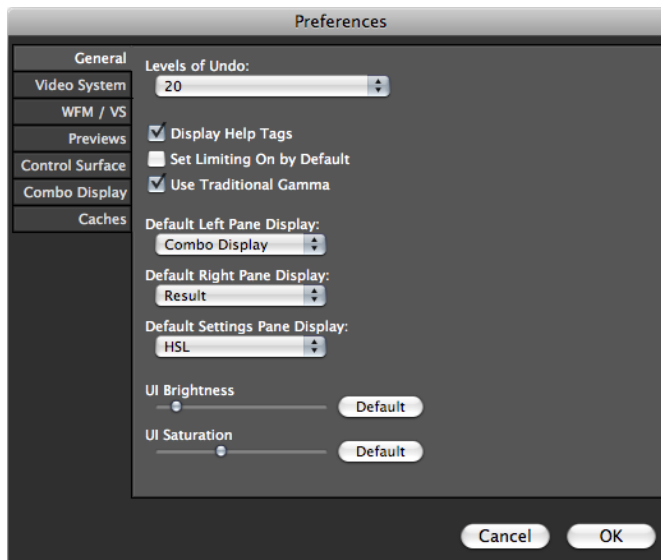 Preferences
General
Video System
WFM / VS
Previews
Control Surface
Combo Display
Caches
Levels of Undo:
20
Display Help Tags
Set Limiting On by Default
Use Traditional Gamma
Default Left Pane Display:
Combo Display
Default Right Pane Display:
Result
Default Settings Pane Display:
HSL
UI Brightness
Default
UI Saturation
Default
Cancel
OK